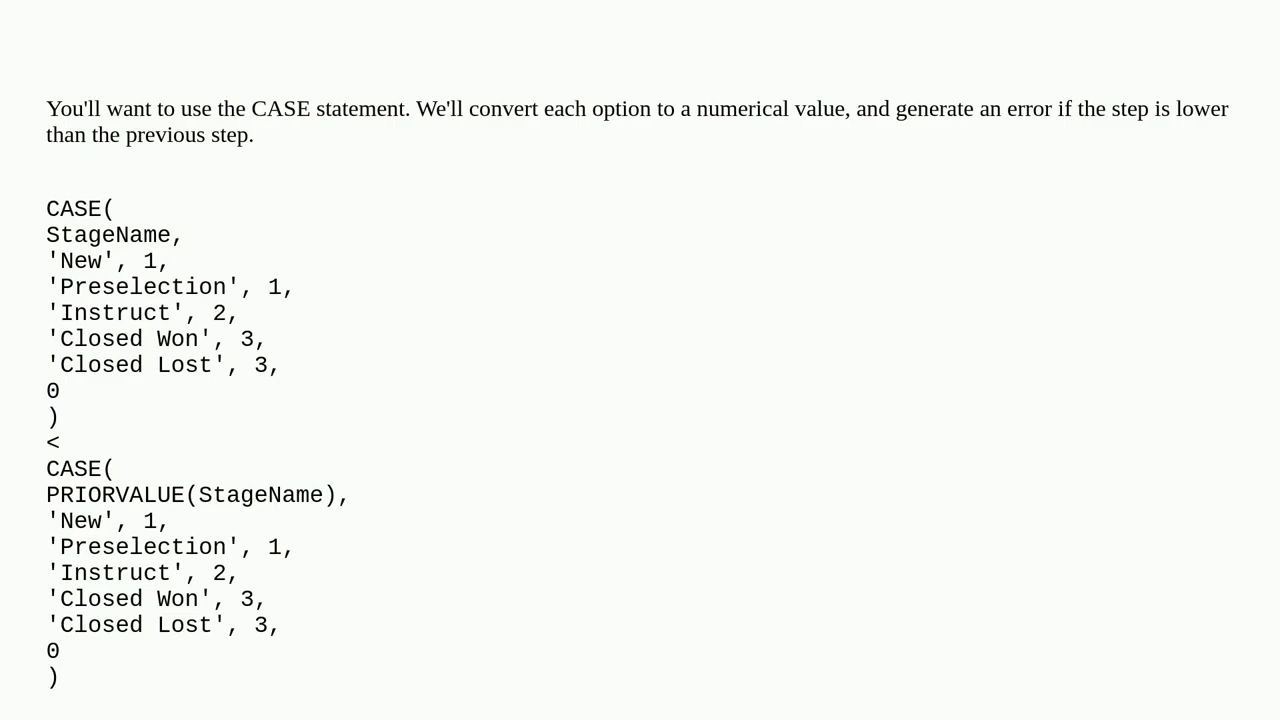 You'll want to use the CASE statement. We'll convert each option to a numerical value, and generate an error if the step is lower
than the previous step.
CASE(
StageName,
'New', 1,
'Preselection', 1,
'Instruct', 2,
'Closed Won', 3,
'Closed Lost', 3,
0
)
<
CASE(
PRIORVALUE(StageName),
'New', 1,
'Preselection', 1,
'Instruct', 2,
'Closed Won', 3,
'Closed Lost', 3,
0
)